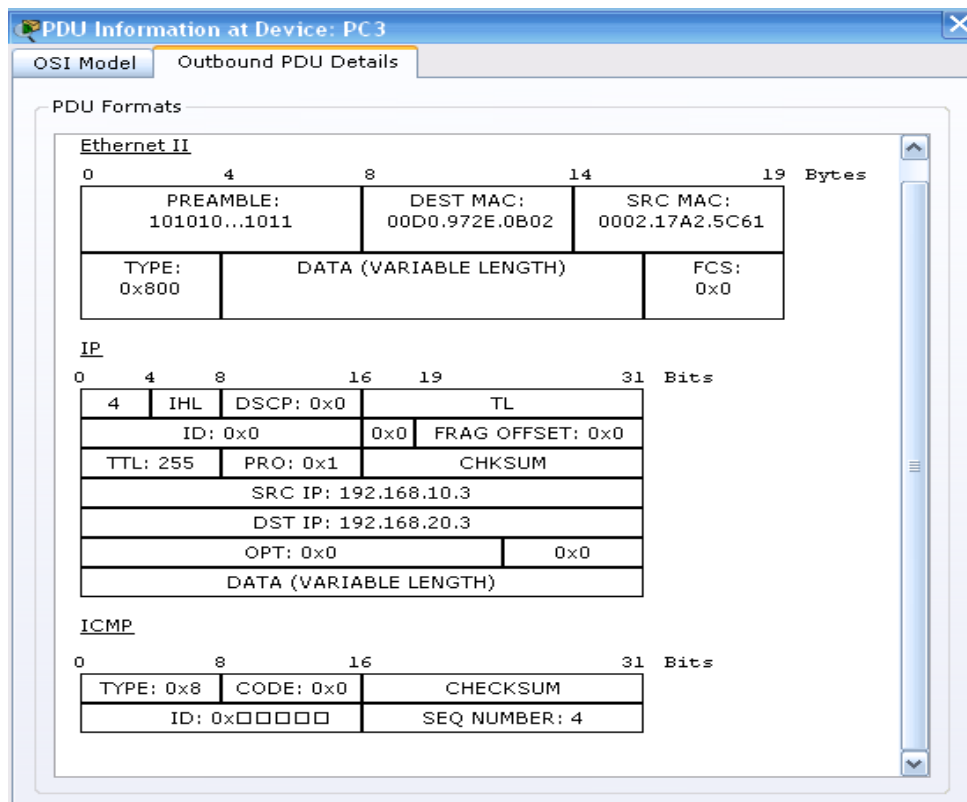 PDU Information at Device: PC3
OSI Model Outbound PDU Details
PDU Formats
Ethernet II
0 4 8 14 19 Bytes
PREAMBLE: 101010...1011
DEST MAC: 00D0.972E.0B02
SRC MAC: 0002.17A2.5C61
TYPE: 0x800
DATA (VARIABLE LENGTH)
FCS: 0x0
IP
0 4 8 16 19 31 Bits
4 IHL DSCP: 0x0 TL
ID: 0x0 0x0 FRAG OFFSET: 0x0
TTL: 255 PRO: 0x1 CHKSUM
SRC IP: 192.168.10.3
DST IP: 192.168.20.3
OPT: 0x0 0x0
DATA (VARIABLE LENGTH)
ICMP
0 8 16 31 Bits
TYPE: 0x8 CODE: 0x0 CHECKSUM
ID: 0x□□□□□ SEQ NUMBER: 4